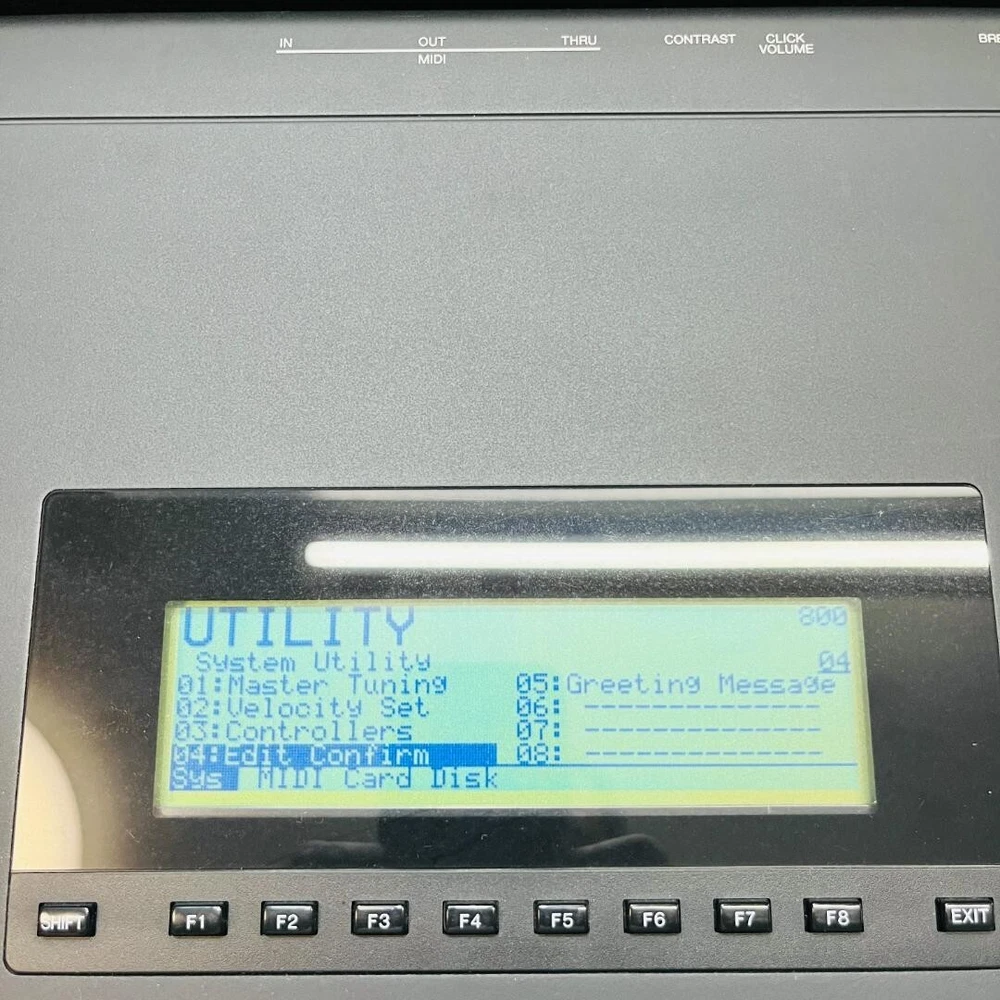 IN OUT THRU CONTRAST CLICK VOLUME BRE
MIDI
UTILITY 800
System Utility 04
01:Master Tuning 05:Greeting Message
02:Velocity Set 06: --------------
03:Controllers 07: --------------
04:Edit Confirm 08: --------------
Sys MIDI Card Disk
SHIFT F1 F2 F3 F4 F5 F6 F7 F8 EXIT